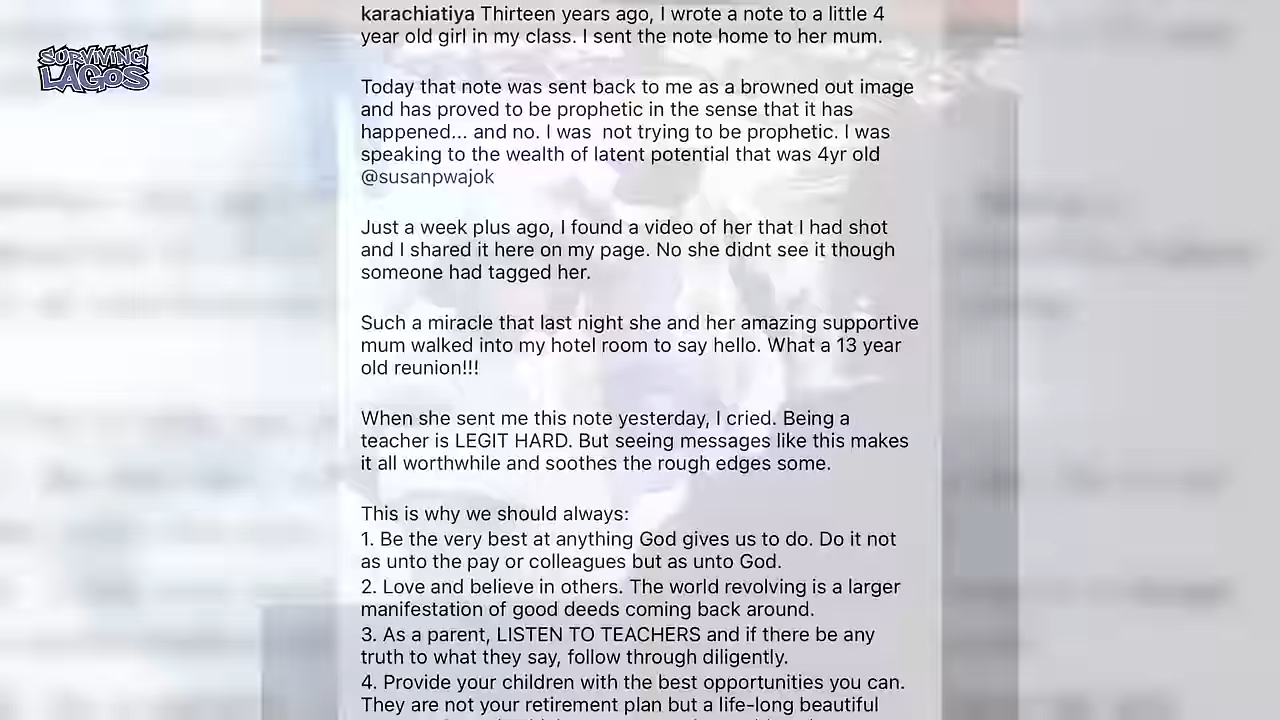 SURVIVING
LAGOS
karachiatiya Thirteen years ago, I wrote a note to a little 4
year old girl in my class. I sent the note home to her mum.
Today that note was sent back to me as a browned out image
and has proved to be prophetic in the sense that it has
happened... and no. I was  not trying to be prophetic. I was
speaking to the wealth of latent potential that was 4yr old
@susanpwajok
Just a week plus ago, I found a video of her that I had shot
and I shared it here on my page. No she didnt see it though
someone had tagged her.
Such a miracle that last night she and her amazing supportive
mum walked into my hotel room to say hello. What a 13 year
old reunion!!!
When she sent me this note yesterday, I cried. Being a
teacher is LEGIT HARD. But seeing messages like this makes
it all worthwhile and soothes the rough edges some.
This is why we should always:
1. Be the very best at anything God gives us to do. Do it not
as unto the pay or colleagues but as unto God.
2. Love and believe in others. The world revolving is a larger
manifestation of good deeds coming back around.
3. As a parent, LISTEN TO TEACHERS and if there be any
truth to what they say, follow through diligently.
4. Provide your children with the best opportunities you can.
They are not your retirement plan but a life-long beautiful